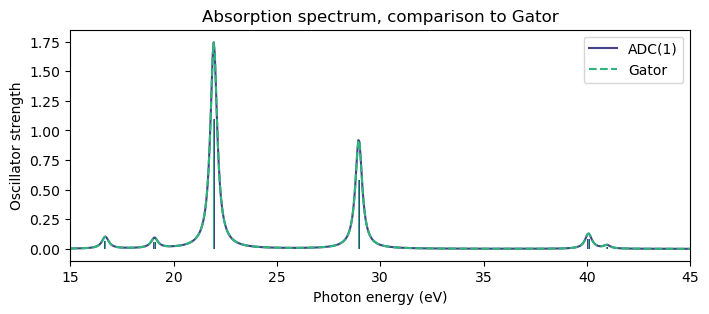 Absorption spectrum, comparison to Gator
Oscillator strength
1.75
1.50
1.25
1.00
0.75
0.50
0.25
0.00
ADC(1)
Gator
15 20 25 30 35 40 45
Photon energy (eV)